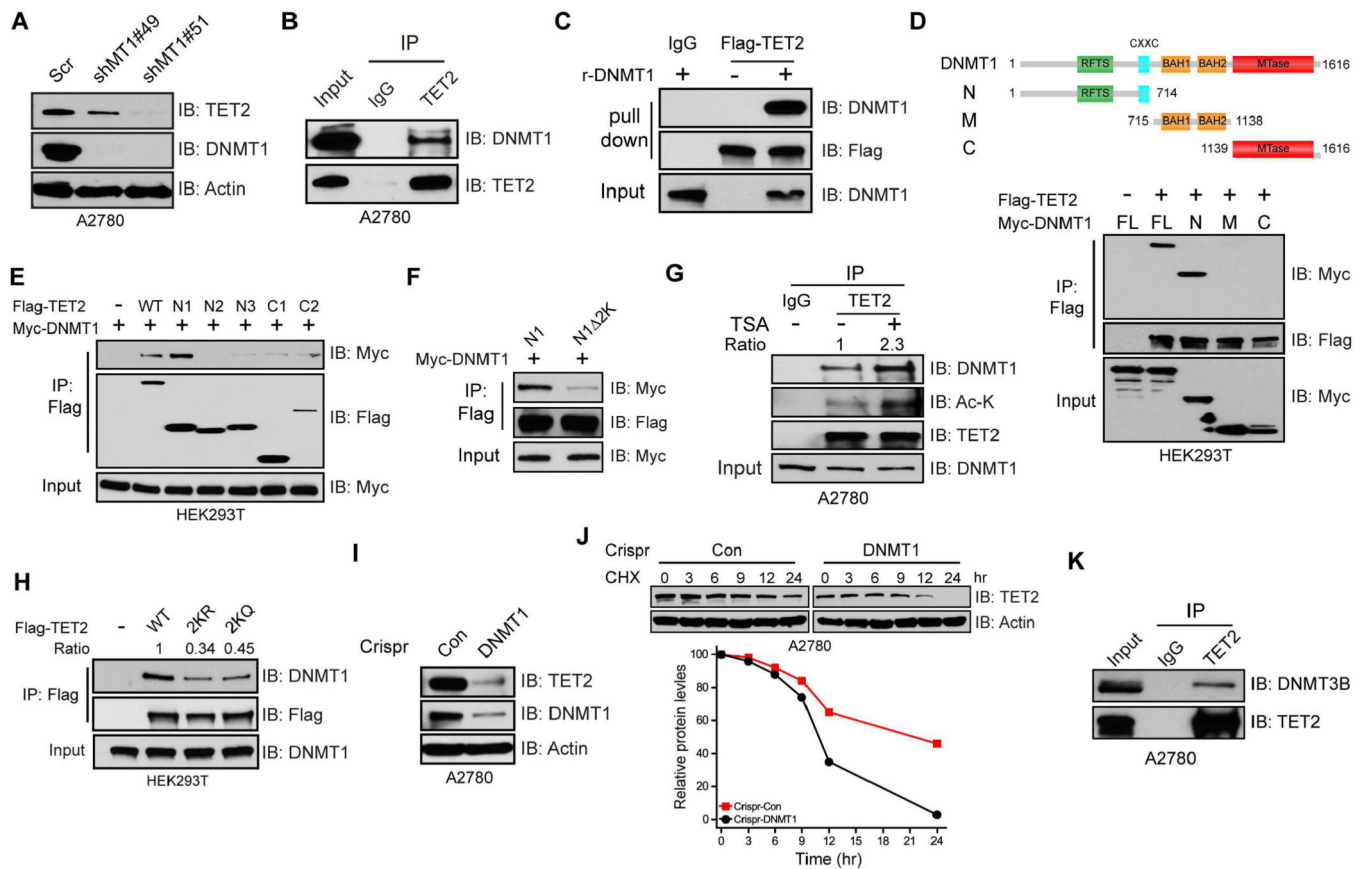 A
Scr
shMT1#49
shMT1#51
IB: TET2
IB: DNMT1
IB: Actin
A2780
B
IP
Input
IgG
TET2
IB: DNMT1
IB: TET2
A2780
C
IgG Flag-TET2
r-DNMT1 + - +
pull down
IB: DNMT1
IB: Flag
Input IB: DNMT1
D
CXXC
DNMT1 1 RFTS BAH1 BAH2 MTase 1616
N 1 RFTS 714
M 715 BAH1 BAH2 1138
C 1139 MTase 1616
Flag-TET2 - + + + +
Myc-DNMT1 FL FL N M C
IP: Flag
IB: Myc
IB: Flag
Input IB: Myc
HEK293T
E
Flag-TET2 - WT N1 N2 N3 C1 C2
Myc-DNMT1 + + + + + + +
IP: Flag
IB: Myc
IB: Flag
Input IB: Myc
HEK293T
F
N1
N1Δ2K
Myc-DNMT1 + +
IP: Flag
IB: Myc
IB: Flag
Input IB: Myc
G
IP
IgG TET2
TSA - - +
Ratio 1 2.3
IB: DNMT1
IB: Ac-K
IB: TET2
Input IB: DNMT1
A2780
H
Flag-TET2 - WT 2KR 2KQ
Ratio 1 0.34 0.45
IP: Flag
IB: DNMT1
IB: Flag
Input IB: DNMT1
HEK293T
I
Crispr Con DNMT1
IB: TET2
IB: DNMT1
IB: Actin
A2780
J
Crispr Con DNMT1
CHX 0 3 6 9 12 24 0 3 6 9 12 24 hr
IB: TET2
IB: Actin
A2780
Relative protein levles
100
80
60
40
20
0
Crispr-Con
Crispr-DNMT1
0 3 6 9 12 15 18 21 24
Time (hr)
K
IP
Input
IgG
TET2
IB: DNMT3B
IB: TET2
A2780